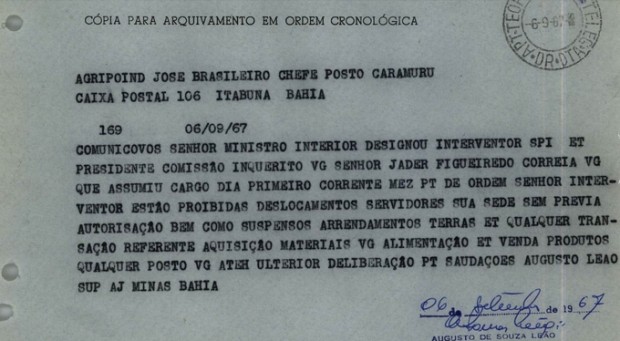 CÓPIA PARA ARQUIVAMENTO EM ORDEM CRONOLÓGICA
AGRIPOIND JOSE BRASILEIRO CHEFE POSTO CARAMURU
CAIXA POSTAL 106 ITABUNA BAHIA
169 06/09/67
COMUNICOVOS SENHOR MINISTRO INTERIOR DESIGNOU INTERVENTOR SPI ET
PRESIDENTE COMISSÃO INQUERITO VG SENHOR JADER FIGUEIREDO CORREIA VG
QUE ASSUMIU CARGO DIA PRIMEIRO CORRENTE MEZ PT DE ORDEM SENHOR INTER-
VENTOR ESTÃO PROIBIDAS DESLOCAMENTOS SERVIDORES SUA SEDE SEM PREVIA
AUTORISAÇÃO BEM COMO SUSPENSOS ARRENDAMENTOS TERRAS ET QUALQUER TRAN-
SAÇÃO REFERENTE AQUISIÇÃO MATERIAIS VG ALIMENTAÇÃO ET VENDA PRODUTOS
QUALQUER POSTO VG ATEH ULTERIOR DELIBERAÇÃO PT SAUDAÇOES AUGUSTO LEAO
SUP AJ MINAS BAHIA
06 de Setembro de 1967
AUGUSTO DE SOUZA LEÃO